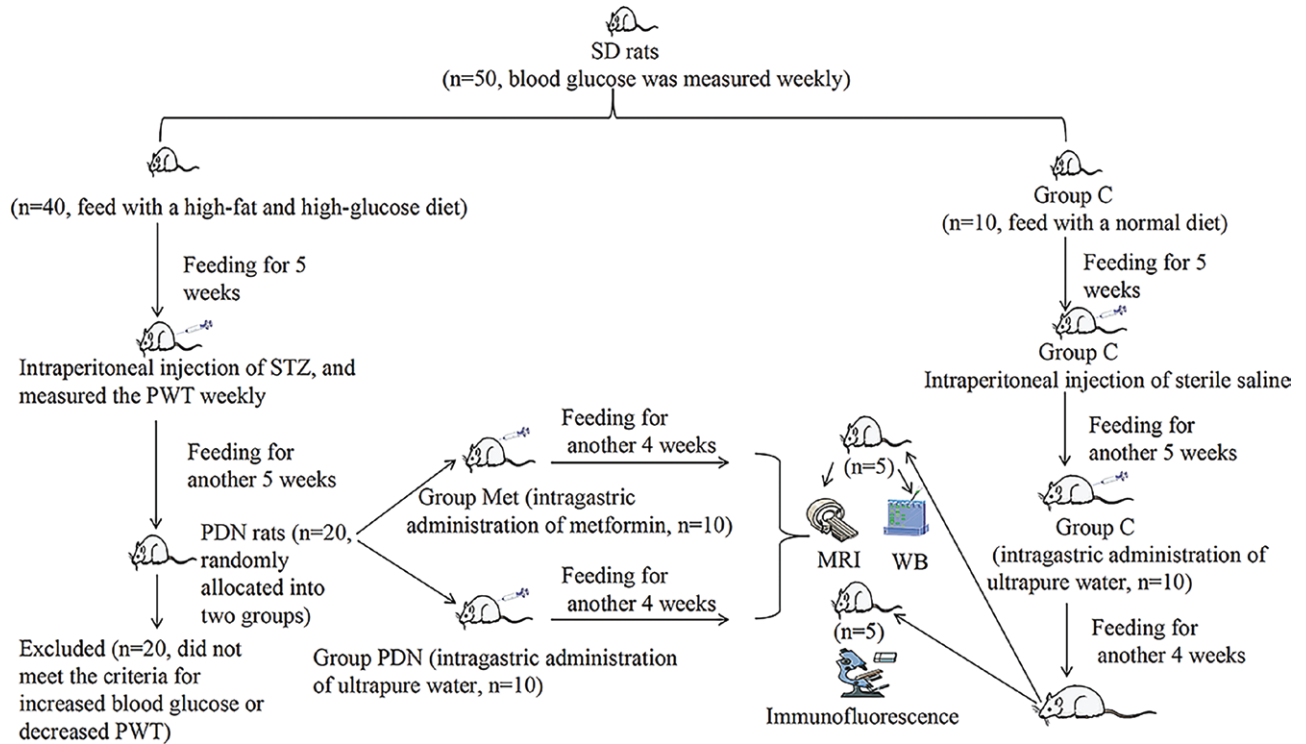 SD rats
(n=50, blood glucose was measured weekly)
(n=40, feed with a high-fat and high-glucose diet)
Feeding for 5
weeks
Intraperitoneal injection of STZ, and
measured the PWT weekly
Feeding for
another 5 weeks
PDN rats (n=20,
randomly
allocated into
two groups)
Excluded (n=20, did not
meet the criteria for
increased blood glucose or
decreased PWT)
Feeding for
another 4 weeks
Group Met (intragastric
administration of metformin, n=10)
Feeding for
another 4 weeks
Group PDN (intragastric administration
of ultrapure water, n=10)
(n=5)
MRI
WB
(n=5)
Immunofluorescence
Group C
(n=10, feed with a normal diet)
Feeding for 5
weeks
Group C
Intraperitoneal injection of sterile saline
Feeding for
another 5 weeks
Group C
(intragastric administration of
ultrapure water, n=10)
Feeding for
another 4 weeks